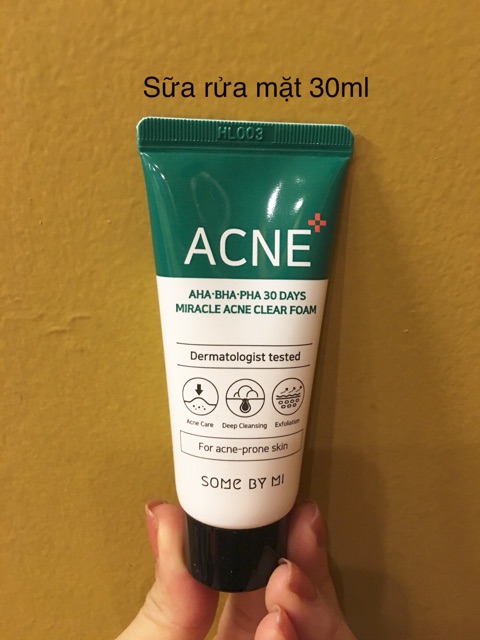 Sữa rửa mặt 30ml
HL003
ACNE+
AHA·BHA·PHA 30 DAYS
MIRACLE ACNE CLEAR FOAM
Dermatologist tested
Acne Care Deep Cleansing Exfoliation
For acne-prone skin
SOME BY MI